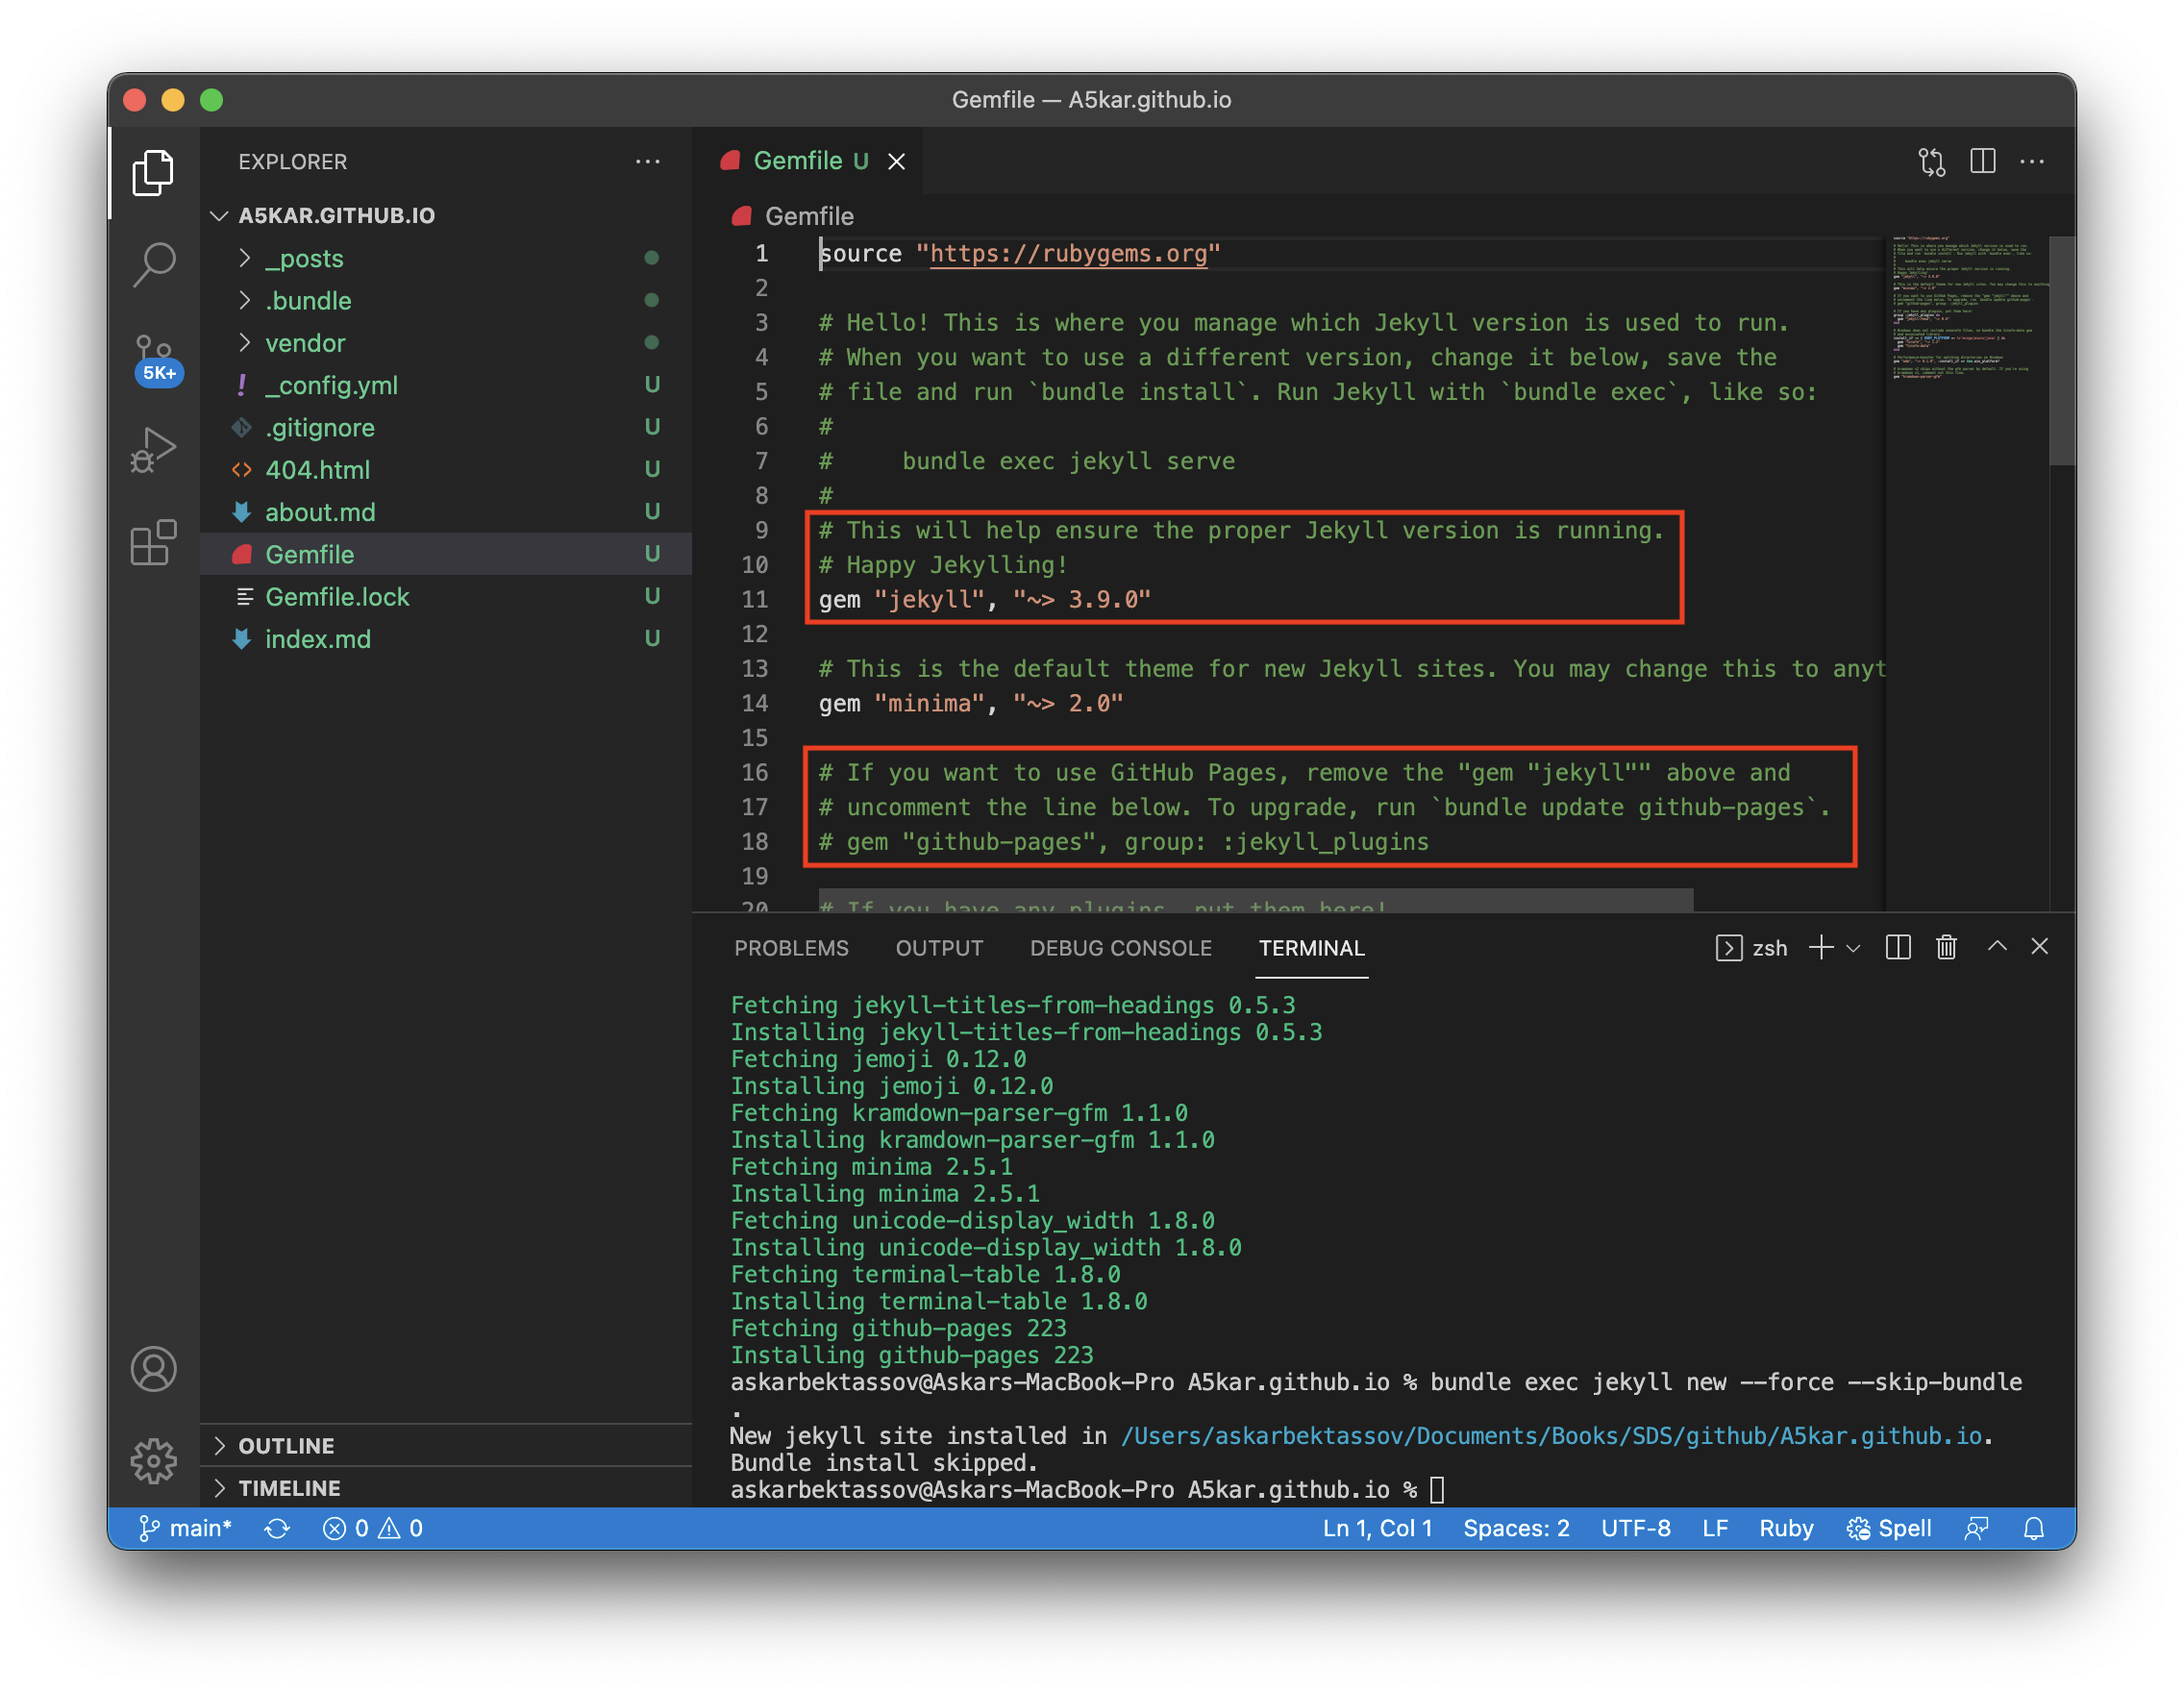 Gemfile — A5kar.github.io
EXPLORER
A5KAR.GITHUB.IO
_posts
.bundle
vendor
! _config.yml U
.gitignore U
<> 404.html U
about.md U
Gemfile U
Gemfile.lock U
index.md U
5K+
OUTLINE
TIMELINE
Gemfile U
Gemfile
1 source "https://rubygems.org"
2
3 # Hello! This is where you manage which Jekyll version is used to run.
4 # When you want to use a different version, change it below, save the
5 # file and run `bundle install`. Run Jekyll with `bundle exec`, like so:
6 #
7 #     bundle exec jekyll serve
8 #
9 # This will help ensure the proper Jekyll version is running.
10 # Happy Jekylling!
11 gem "jekyll", "~> 3.9.0"
12
13 # This is the default theme for new Jekyll sites. You may change this to anyt
14 gem "minima", "~> 2.0"
15
16 # If you want to use GitHub Pages, remove the "gem "jekyll"" above and
17 # uncomment the line below. To upgrade, run `bundle update github-pages`.
18 # gem "github-pages", group: :jekyll_plugins
19
20 # If you have any plugins, put them here!
PROBLEMS OUTPUT DEBUG CONSOLE TERMINAL zsh
Fetching jekyll-titles-from-headings 0.5.3
Installing jekyll-titles-from-headings 0.5.3
Fetching jemoji 0.12.0
Installing jemoji 0.12.0
Fetching kramdown-parser-gfm 1.1.0
Installing kramdown-parser-gfm 1.1.0
Fetching minima 2.5.1
Installing minima 2.5.1
Fetching unicode-display_width 1.8.0
Installing unicode-display_width 1.8.0
Fetching terminal-table 1.8.0
Installing terminal-table 1.8.0
Fetching github-pages 223
Installing github-pages 223
askarbektassov@Askars-MacBook-Pro A5kar.github.io % bundle exec jekyll new --force --skip-bundle
.
New jekyll site installed in /Users/askarbektassov/Documents/Books/SDS/github/A5kar.github.io.
Bundle install skipped.
askarbektassov@Askars-MacBook-Pro A5kar.github.io %
main* 0 0 Ln 1, Col 1 Spaces: 2 UTF-8 LF Ruby Spell